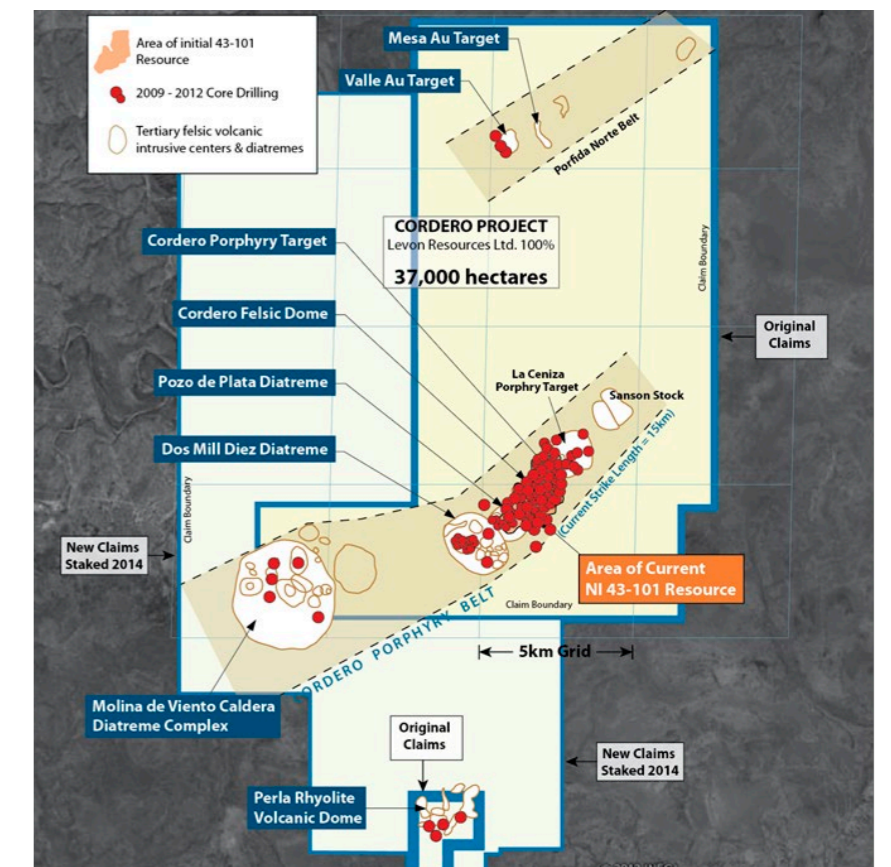 Area of initial 43-101
Resource
2009 - 2012 Core Drilling
Tertiary felsic volcanic
intrusive centers & diatremes
Mesa Au Target
Valle Au Target
Porfida Norte Belt
CORDERO PROJECT
Levon Resources Ltd. 100%
37,000 hectares
Claim Boundary
Original
Claims
Cordero Porphyry Target
Cordero Felsic Dome
Pozo de Plata Diatreme
Dos Mill Diez Diatreme
La Ceniza
Porphry Target
Sanson Stock
(Current Strike Length = 15km)
Claim Boundary
New Claims
Staked 2014
Area of Current
NI 43-101 Resource
Claim Boundary
CORDERO PORPHYRY BELT
5km Grid
Molina de Viento Caldera
Diatreme Complex
Original
Claims
New Claims
Staked 2014
Perla Rhyolite
Volcanic Dome